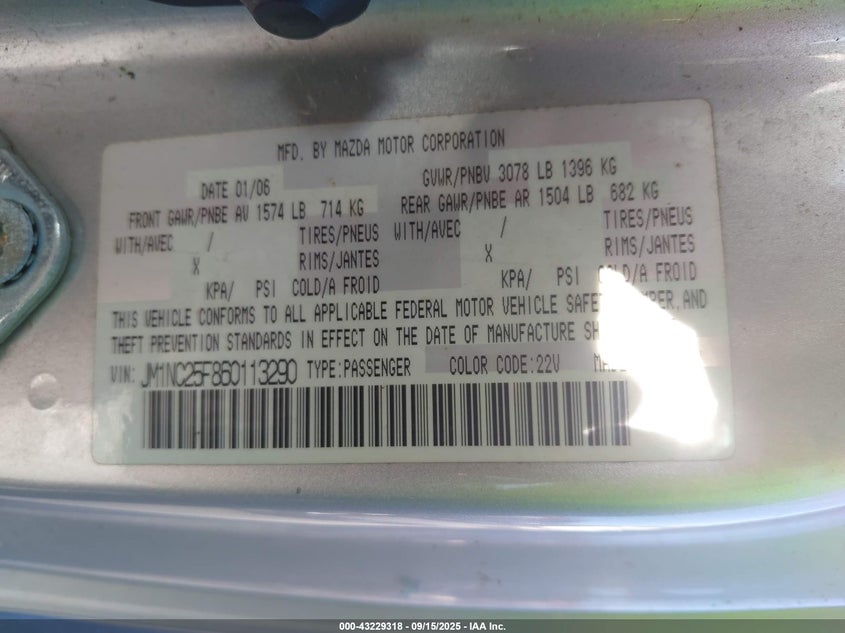 MFD. BY MAZDA MOTOR CORPORATION
DATE 01/06 GVWR/PNBV 3078 LB 1396 KG
FRONT GAWR/PNBE AV 1574 LB 714 KG REAR GAWR/PNBE AR 1504 LB 682 KG
WITH/AVEC / TIRES/PNEUS WITH/AVEC / TIRES/PNEUS
X RIMS/JANTES X RIMS/JANTES
KPA/ PSI COLD/A FROID KPA/ PSI COLD/A FROID
THIS VEHICLE CONFORMS TO ALL APPLICABLE FEDERAL MOTOR VEHICLE AND
THEFT PREVENTION STANDARDS IN EFFECT ON THE DATE OF MANUFACTURE
VIN: JM1NC25F860113290 TYPE:PASSENGER COLOR CODE:22V
000-43229318 - 09/15/2025 - IAA Inc.